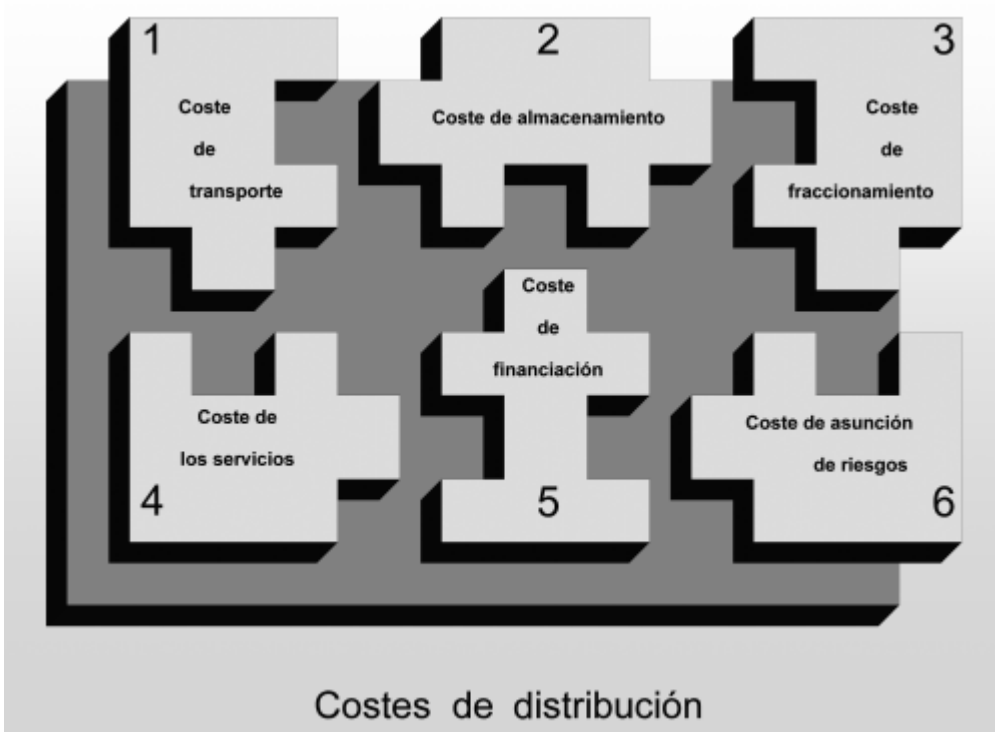 1
Coste
de
transporte
2
Coste de almacenamiento
3
Coste
de
fraccionamiento
Coste de
los servicios
4
Coste
de
financiación
5
Coste de asunción
de riesgos
6
Costes de distribución